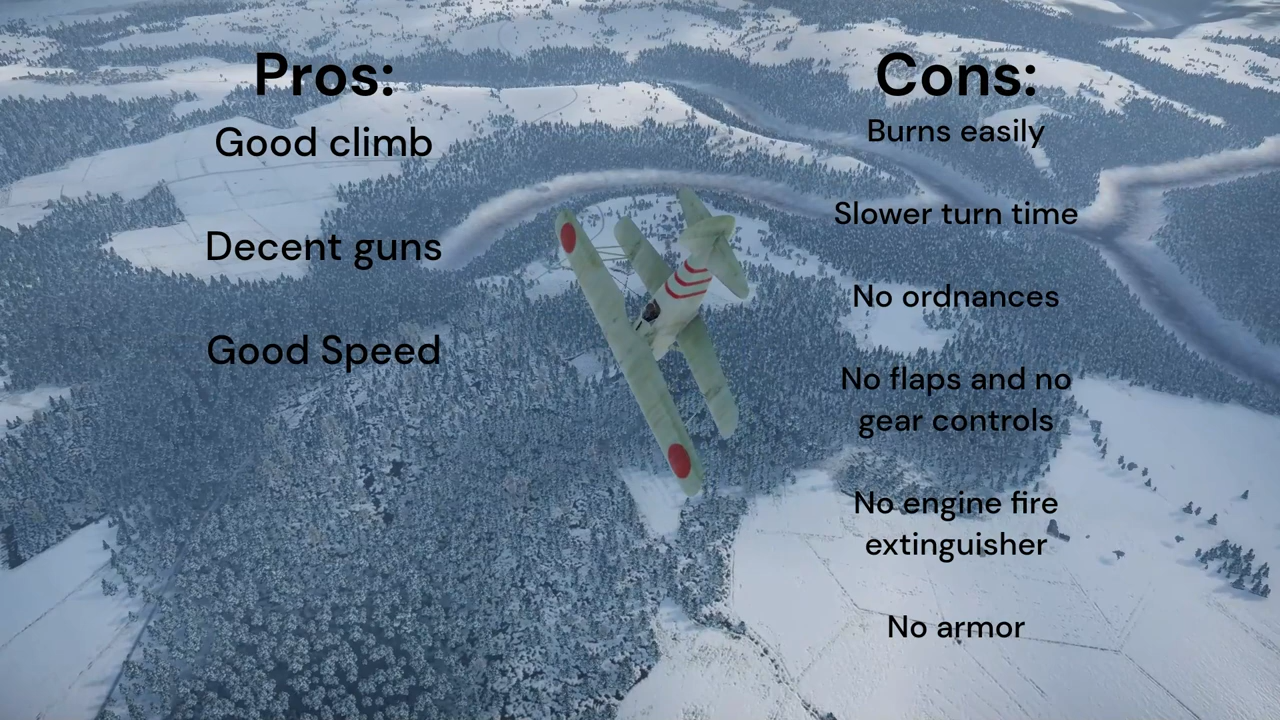 Pros:
Good climb
Decent guns
Good Speed
Cons:
Burns easily
Slower turn time
No ordnances
No flaps and no
gear controls
No engine fire
extinguisher
No armor